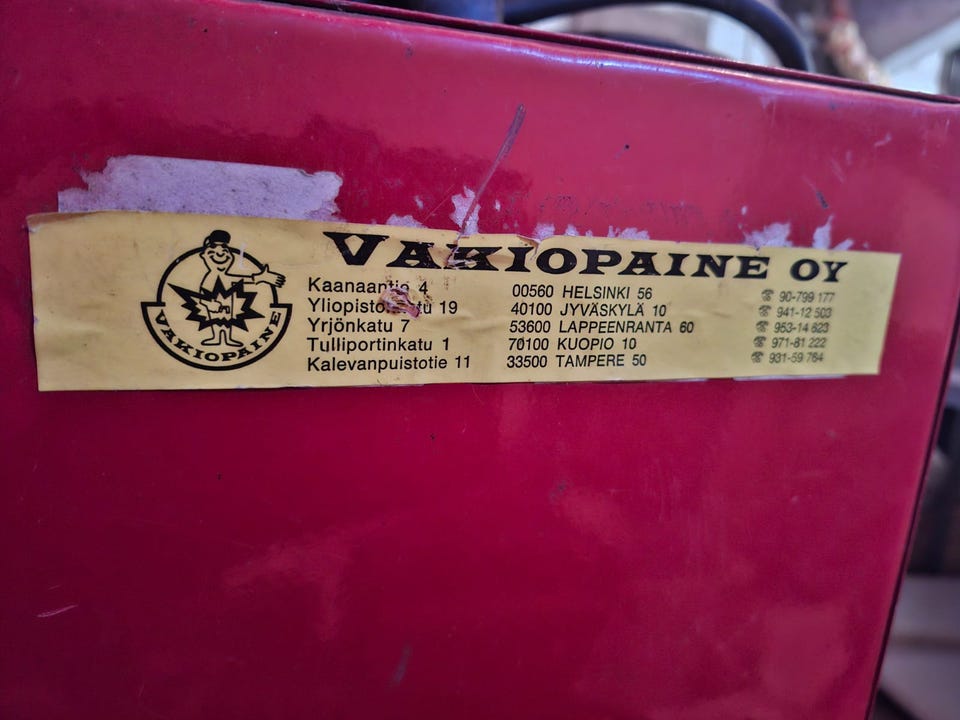 VAKIOPAINE OY
VAKIOPAINE
Kaanaantie 4 00560 HELSINKI 56 ☎ 90-799 177
19 40100 JYVÄSKYLÄ 10 ☎ 941-12 503
Yrjönkatu 7 53600 LAPPEENRANTA 60 ☎ 953-14 823
Tulliportinkatu 1 70100 KUOPIO 10 ☎ 971-81 222
Kalevanpuistotie 11 33500 TAMPERE 50 ☎ 931-59 764